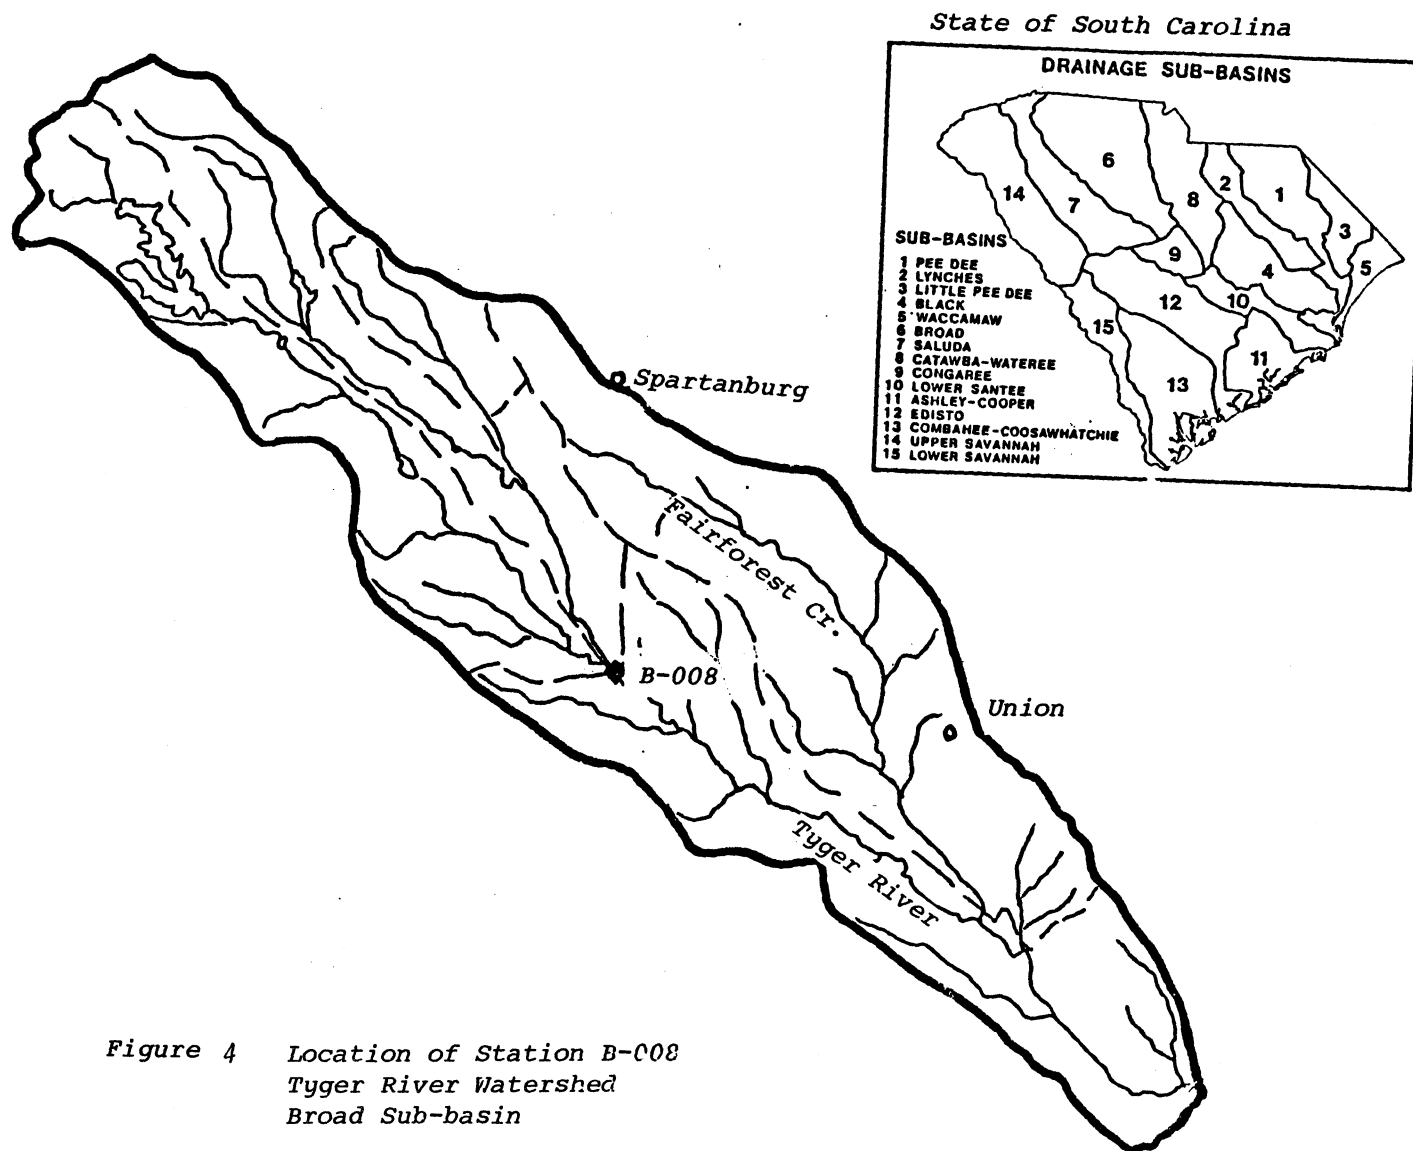 State of South Carolina
DRAINAGE SUB-BASINS
6
14
7
8
2
1
3
5
9
4
12
10
15
11
13
SUB-BASINS
1 PEE DEE
2 LYNCHES
3 LITTLE PEE DEE
4 BLACK
5 WACCAMAW
6 BROAD
7 SALUDA
8 CATAWBA-WATEREE
9 CONGAREE
10 LOWER SANTEE
11 ASHLEY-COOPER
12 EDISTO
13 COMBAHEE-COOSAWHATCHIE
14 UPPER SAVANNAH
15 LOWER SAVANNAH
Spartanburg
Fairforest Cr.
B-008
Union
Tyger River
Figure 4 Location of Station B-008
Tyger River Watershed
Broad Sub-basin